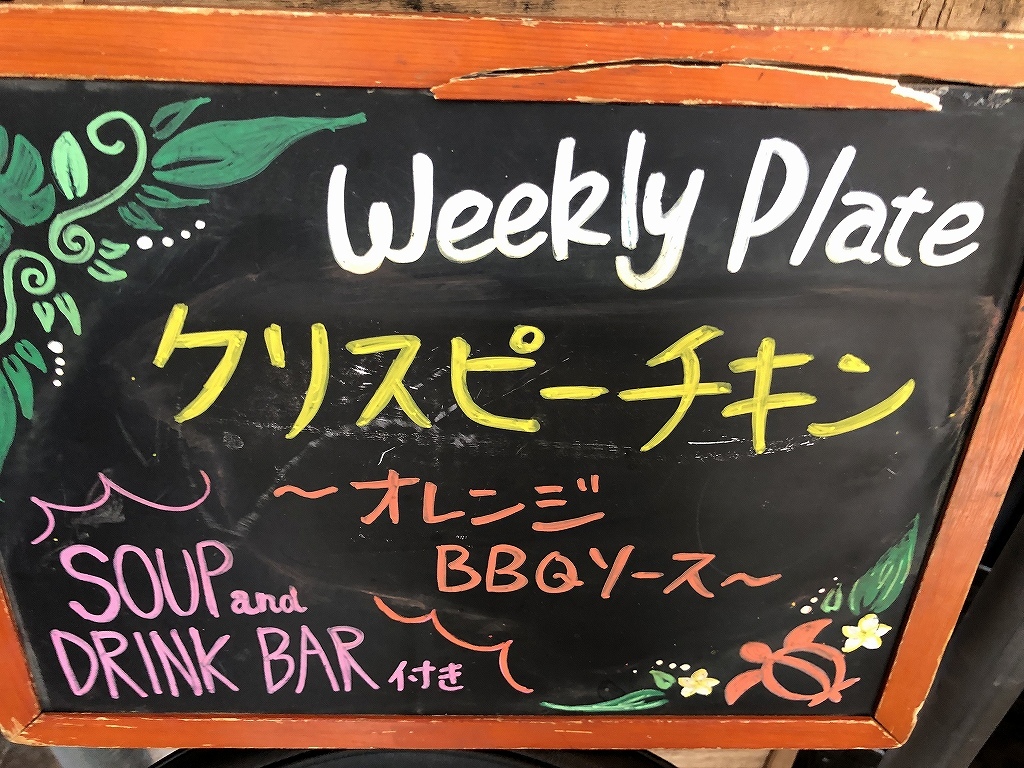 Weekly Plate
クリスピーチキン
～オレンジ
BBQソース～
SOUP and
DRINK BAR 付き